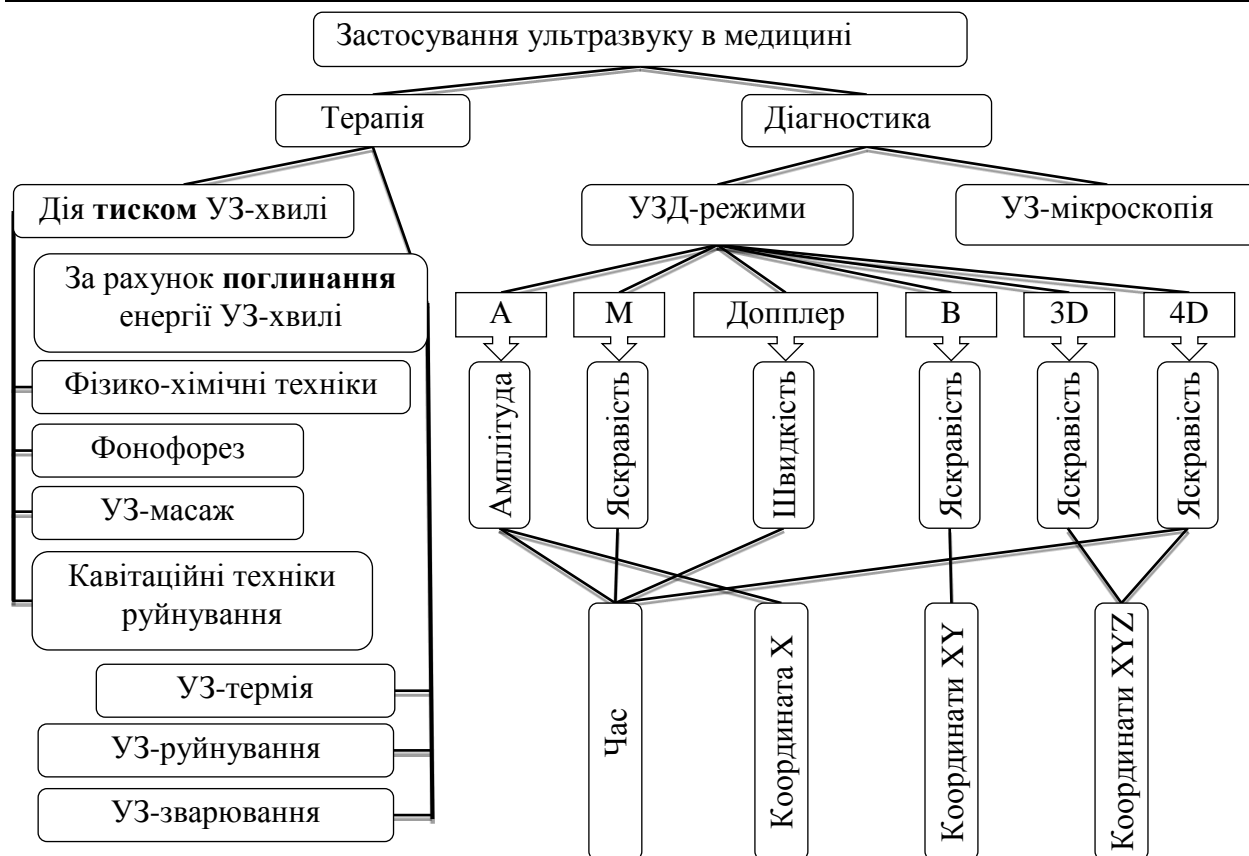 Застосування ультразвуку в медицині
Терапія
Діагностика
Дія тиском УЗ-хвилі
УЗД-режими
УЗ-мікроскопія
За рахунок поглинання
енергії УЗ-хвилі
А
М
Допплер
В
3D
4D
Фізико-хімічні техніки
Фонофорез
УЗ-масаж
Кавітаційні техніки
руйнування
УЗ-термія
УЗ-руйнування
УЗ-зварювання
Амплітуда
Яскравість
Швидкість
Яскравість
Яскравість
Яскравість
Час
Координата X
Координати XY
Координати XYZ